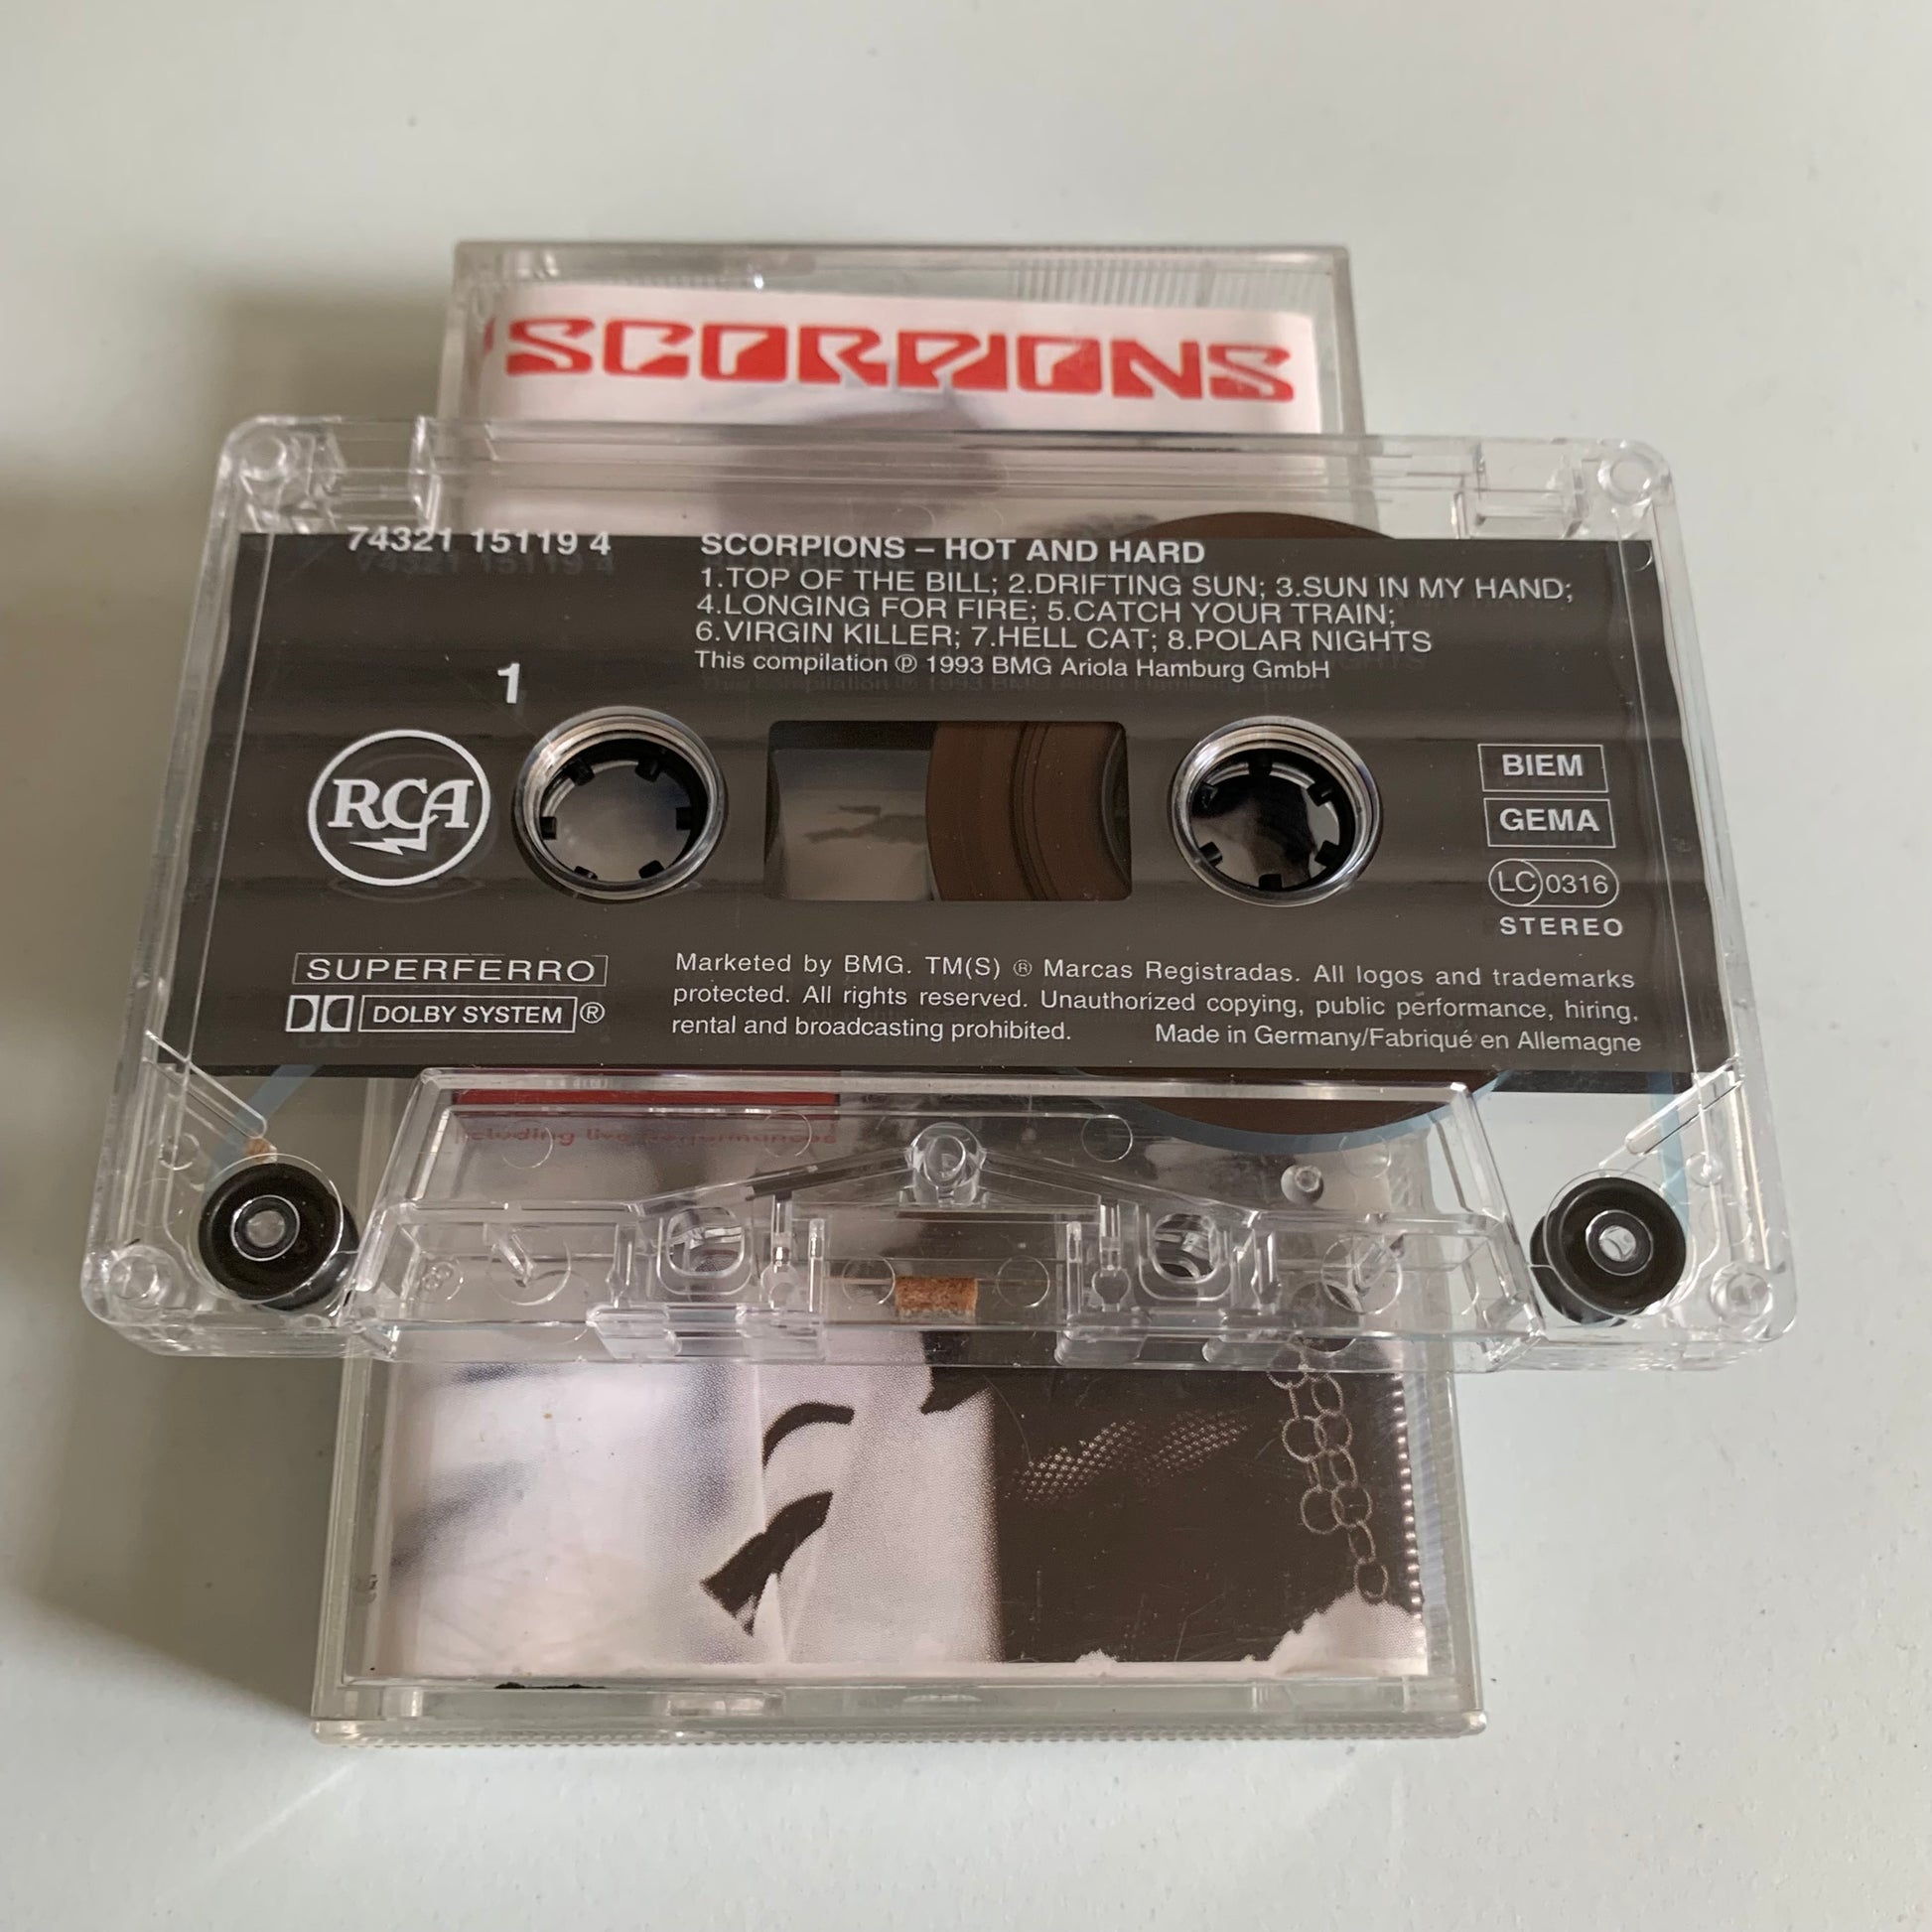 SCORPIONS
74321 15119 4
SCORPIONS – HOT AND HARD
1.TOP OF THE BILL; 2.DRIFTING SUN; 3.SUN IN MY HAND;
4.LONGING FOR FIRE; 5.CATCH YOUR TRAIN;
6.VIRGIN KILLER; 7.HELL CAT; 8.POLAR NIGHTS
This compilation ℗ 1993 BMG Ariola Hamburg GmbH
1
RCA
BIEM
GEMA
LC 0316
STEREO
SUPERFERRO
DOLBY SYSTEM ®
Marketed by BMG. TM(S) ® Marcas Registradas. All logos and trademarks
protected. All rights reserved. Unauthorized copying, public performance, hiring,
rental and broadcasting prohibited. Made in Germany/Fabriqué en Allemagne
live performances